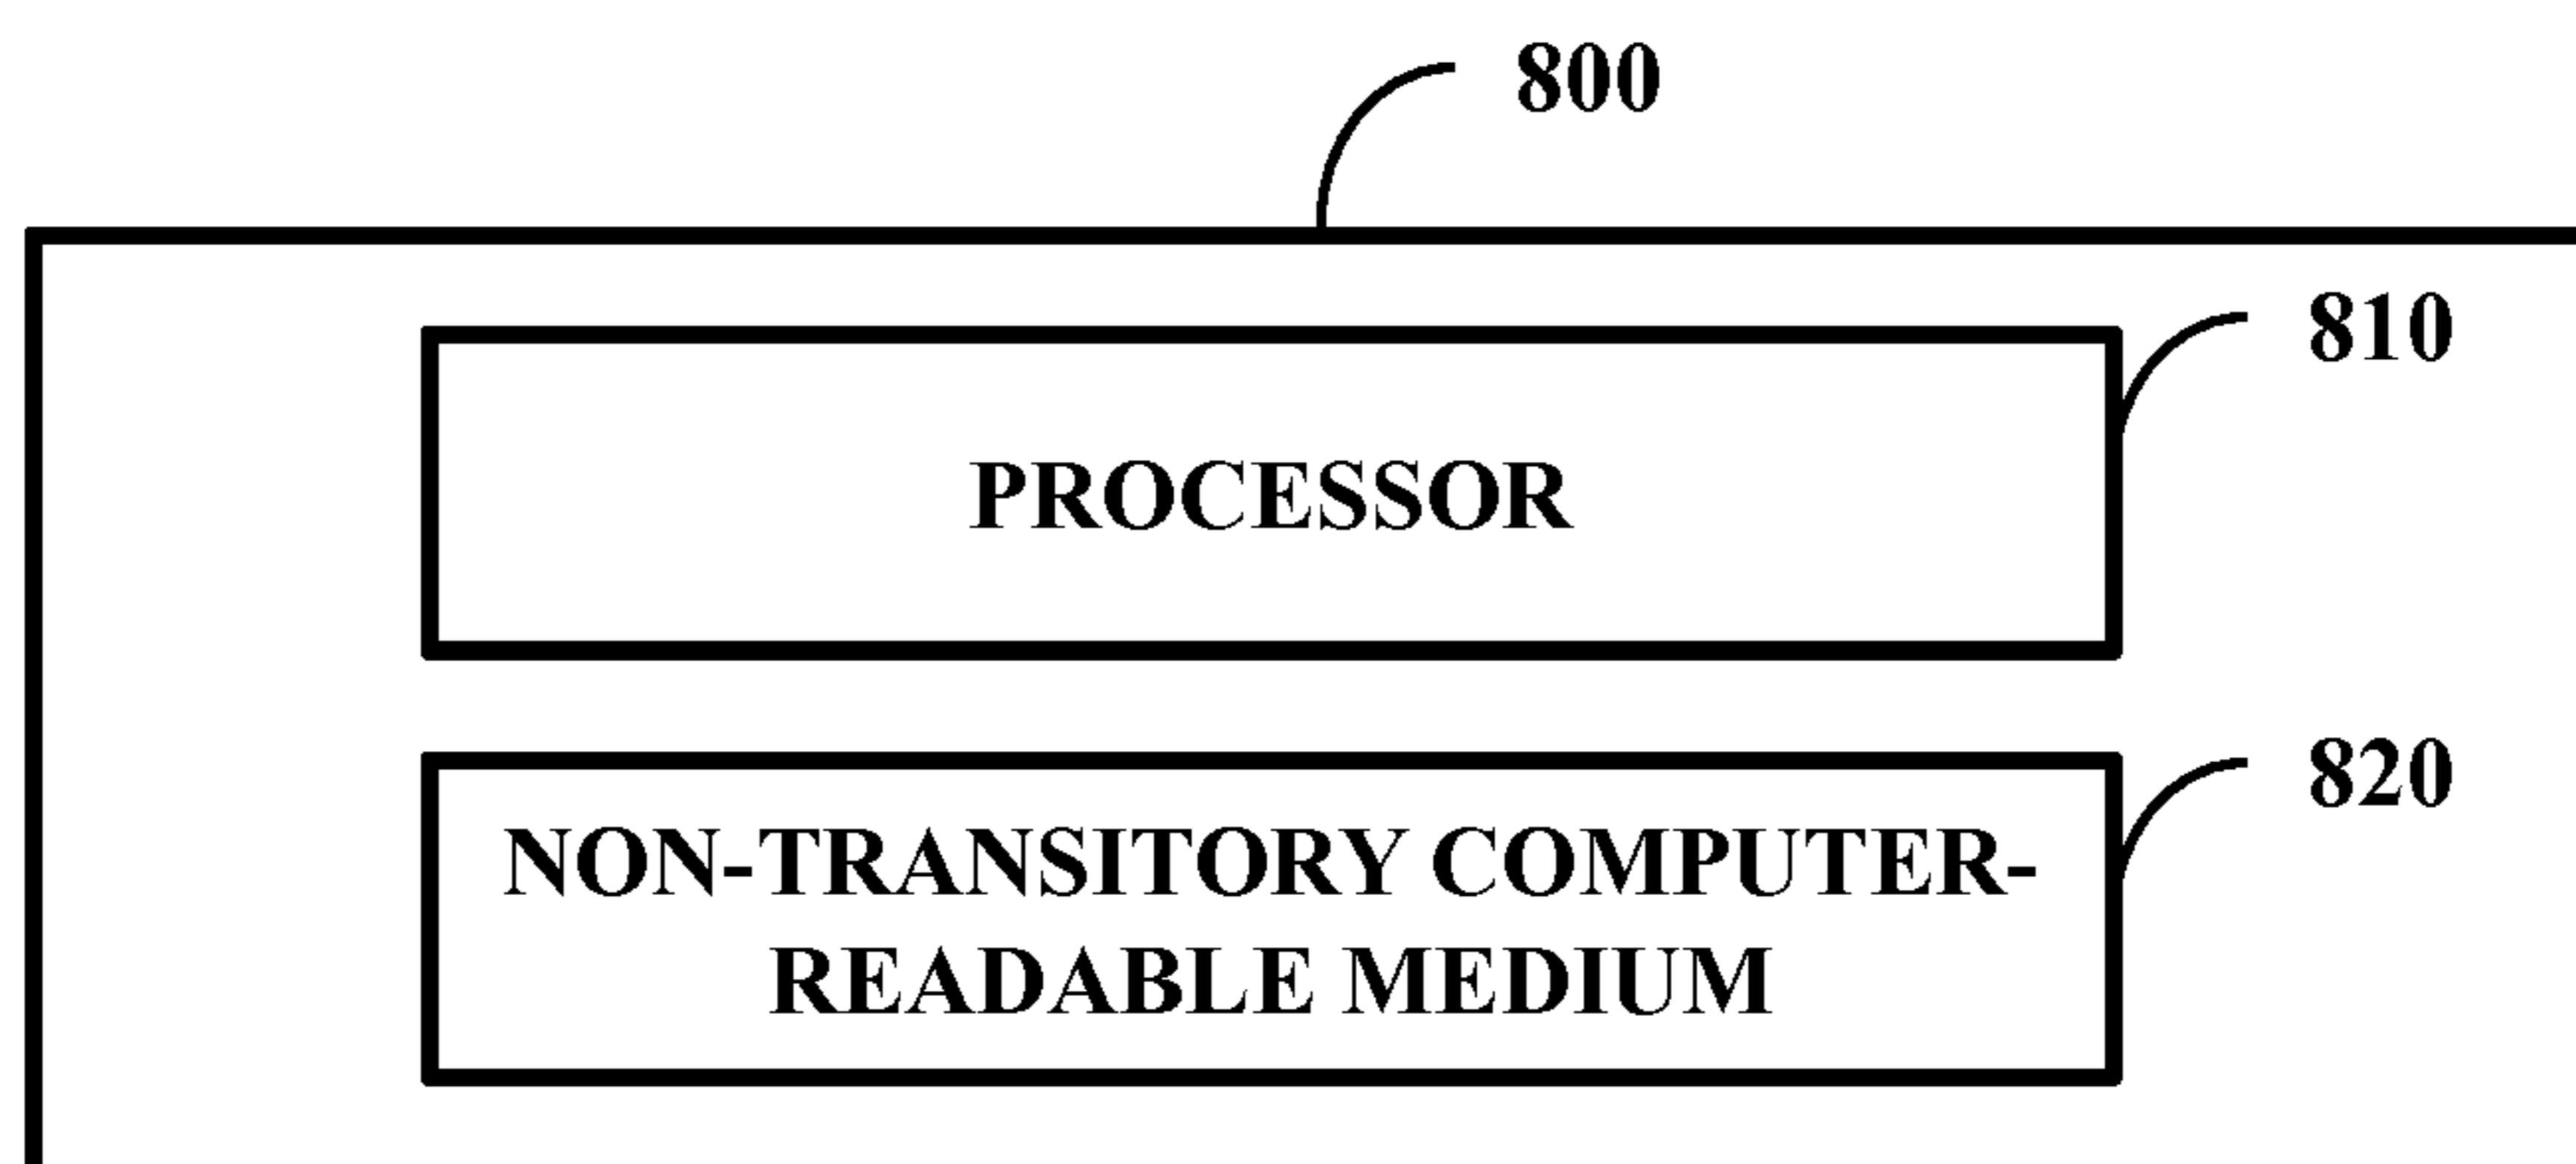 800
810
PROCESSOR
820
NON-TRANSITORY COMPUTER-
READABLE MEDIUM